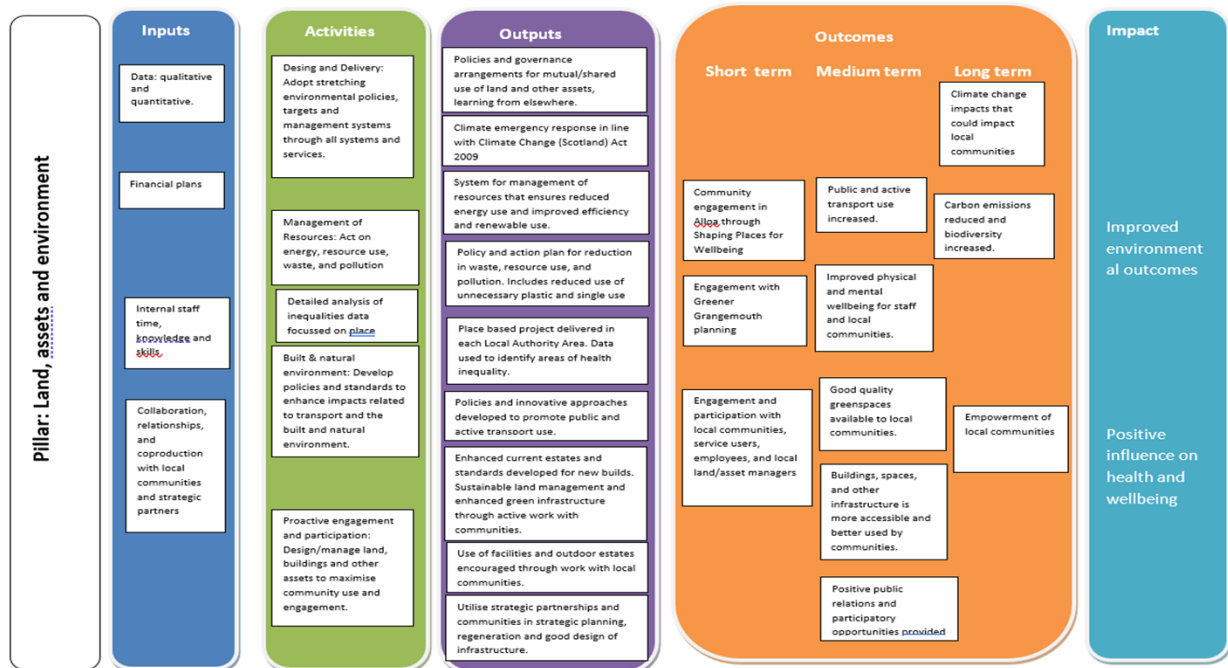 Pillar: Land, assets and environment
Inputs
Data: qualitative
and
quantitative.
Financial plans
Internal staff
time,
knowledge and
skills
Collaboration,
relationships,
and
coproduction
with local
communities
and strategic
partners
Activities
Desing and Delivery:
Adopt stretching
environmental policies,
targets and
management systems
through all systems and
services.
Management of
Resources: Act on
energy, resource use,
waste, and pollution
Detailed analysis of
inequalities data
focussed on place
Built & natural
environment: Develop
policies and standards to
enhance impacts related
to transport and the
built and natural
environment.
Proactive engagement
and participation:
Design/manage land,
buildings and other
assets to maximise
community use and
engagement.
Outputs
Policies and governance
arrangements for mutual/shared
use of land and other assets,
learning from elsewhere.
Climate emergency response in line
with Climate Change (Scotland) Act
2009
System for management of
resources that ensures reduced
energy use and improved efficiency
and renewable use.
Policy and action plan for reduction
in waste, resource use, and
pollution. Includes reduced use of
unnecessary plastic and single use
Place based project delivered in
each Local Authority Area. Data
used to identify areas of health
inequality.
Policies and innovative approaches
developed to promote public and
active transport use.
Enhanced current estates and
standards developed for new builds.
Sustainable land management and
enhanced green infrastructure
through active work with
communities.
Use of facilities and outdoor estates
encouraged through work with local
communities.
Utilise strategic partnerships and
communities in strategic planning,
regeneration and good design of
infrastructure.
Outcomes
Short term
Community
engagement in
Alloa through
Shaping Places for
Wellbeing
Engagement with
Greener
Grangemouth
planning
Engagement and
participation with
local communities,
service users,
employees, and local
land/asset managers
Medium term
Public and active
transport use
increased.
Improved physical
and mental
wellbeing for staff
and local
communities.
Good quality
greenspaces
available to local
communities.
Buildings, spaces,
and other
infrastructure is
more accessible and
better used by
communities.
Positive public
relations and
participatory
opportunities provided
Long term
Climate change
impacts that
could impact
local
communities
Carbon emissions
reduced and
biodiversity
increased.
Empowerment of
local communities
Impact
Improved
environment
al outcomes
Positive
influence on
health and
wellbeing